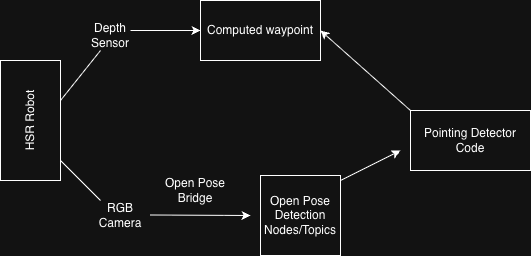 Depth
Sensor
Computed waypoint
HSR Robot
Pointing Detector
Code
Open Pose
Bridge
RGB
Camera
Open Pose
Detection
Nodes/Topics